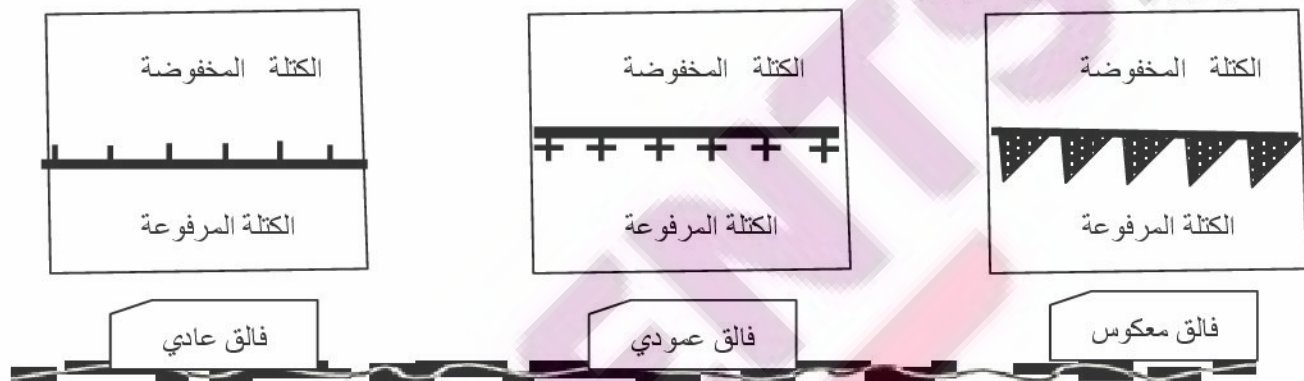 الكتلة المخفوضة
الكتلة المخفوضة
الكتلة المخفوضة
الكتلة المرفوعة
الكتلة المرفوعة
الكتلة المرفوعة
فالق معكوس
فالق عمودي
فالق عادي